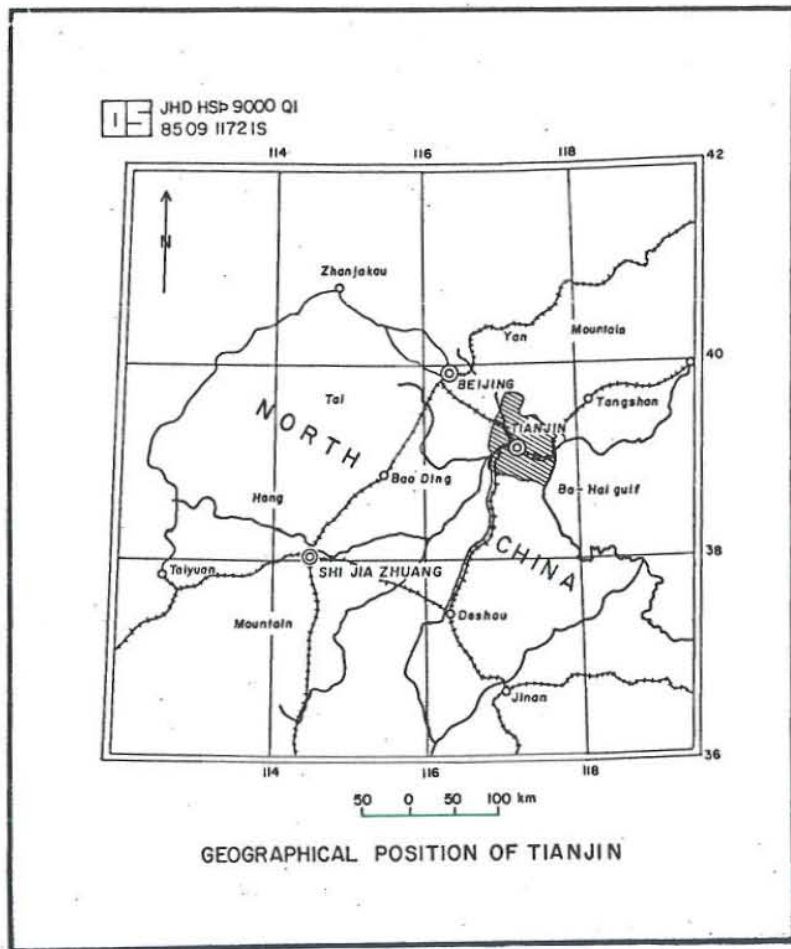 JHD HSÞ 9000 QI
8509 11721S
114 116 118
42
N
Zhanjakou
Yan Mountain
40
BEIJING
Tai
Tangshan
NORTH
TIANJIN
Bao Ding
Bo-Hai gulf
Hang
CHINA
38
Taiyuan
SHI JIA ZHUANG
Mountain
Deshou
Jinan
36
114 116 118
50 0 50 100 km
GEOGRAPHICAL POSITION OF TIANJIN